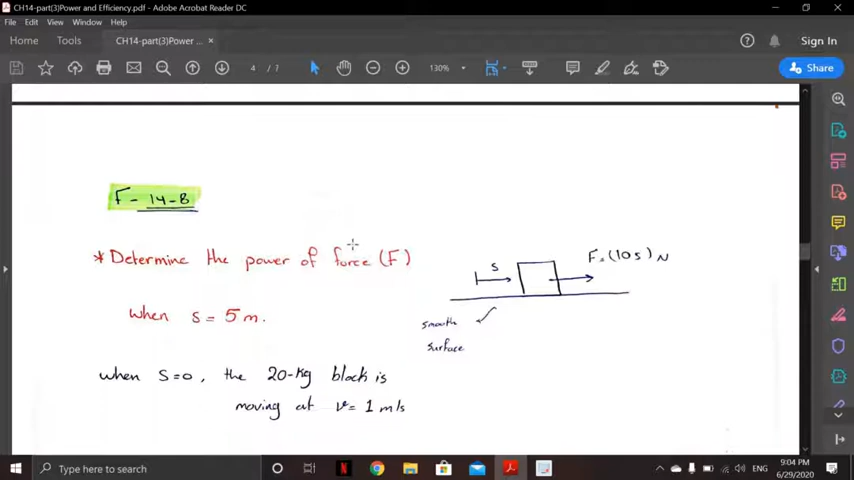 CH14-part(3)Power and Efficiency.pdf - Adobe Acrobat Reader DC
File Edit View Window Help
Home Tools CH14-part(3)Power ... × Sign In
4 / 7 130% Share
F - 14-8
*Determine the power of force (F)
when s = 5 m.
s
F=(10s) N
smooth
surface
when S=0, the 20-Kg block is
moving at v= 1 m/s
Type here to search
ENG
9:04 PM
6/29/2020